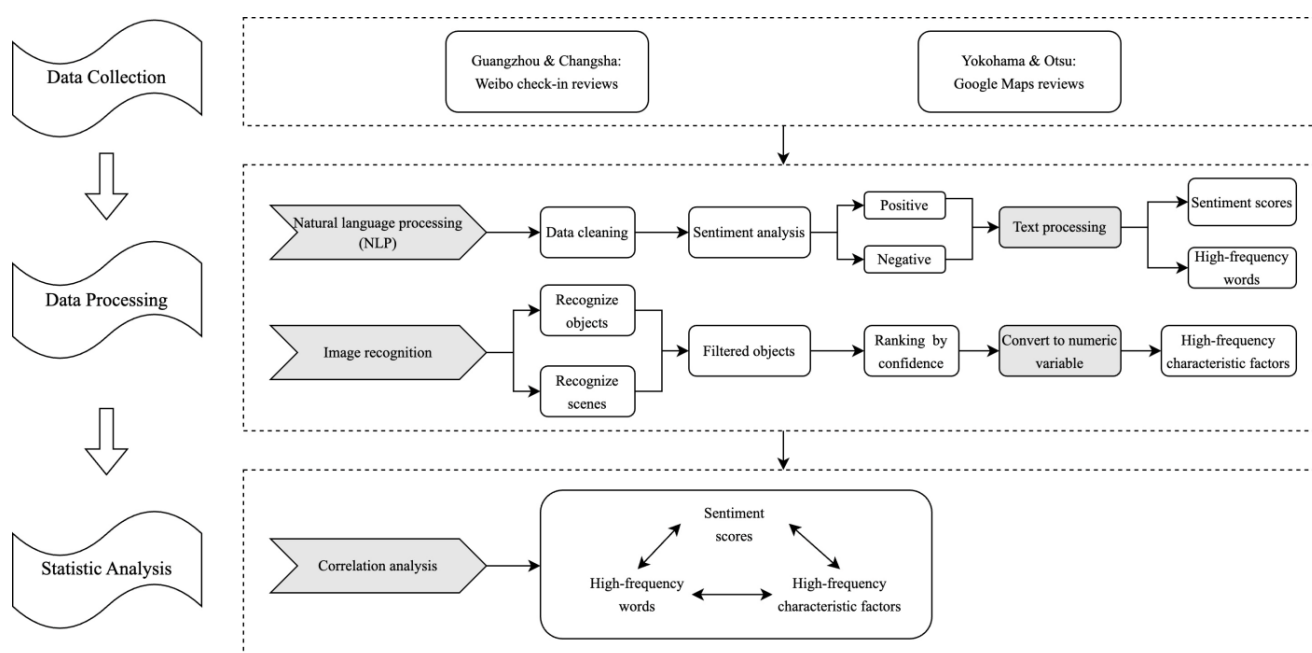 Data Collection
Guangzhou & Changsha:
Weibo check-in reviews
Yokohama & Otsu:
Google Maps reviews
Data Processing
Natural language processing
(NLP)
Data cleaning
Sentiment analysis
Positive
Negative
Text processing
Sentiment scores
High-frequency
words
Image recognition
Recognize
objects
Recognize
scenes
Filtered objects
Ranking by
confidence
Convert to numeric
variable
High-frequency
characteristic factors
Statistic Analysis
Correlation analysis
Sentiment
scores
High-frequency
words
High-frequency
characteristic factors